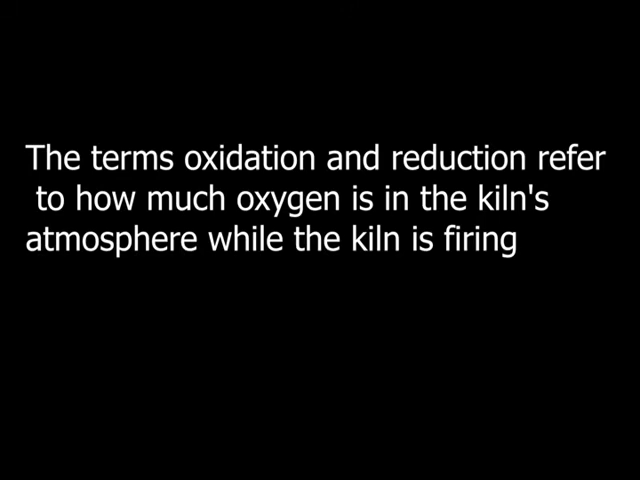 The terms oxidation and reduction refer
to how much oxygen is in the kiln's
atmosphere while the kiln is firing